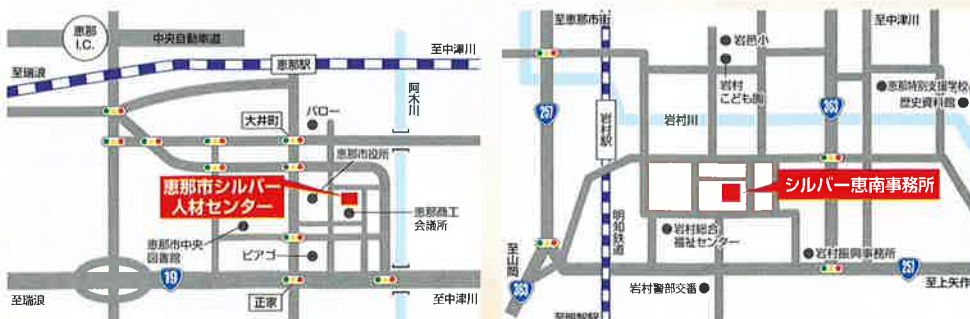 恵那
I.C.
中央自動車道
至瑞浪
恵那駅
至中津川
阿木川
バロー
大井町
恵那市役所
恵那市シルバー
人材センター
恵那商工
会議所
恵那市中央
図書館
ピアゴ
19
至瑞浪
正家
至中津川
至恵那市街
至中津川
岩邑小
岩村
こども園
恵那特別支援学校
歴史資料館
257
363
岩村駅
岩村川
シルバー恵南事務所
明知鉄道
岩村総合
福祉センター
岩村振興事務所
至山岡
363
257
至上矢作
岩村警部交番
至明智駅